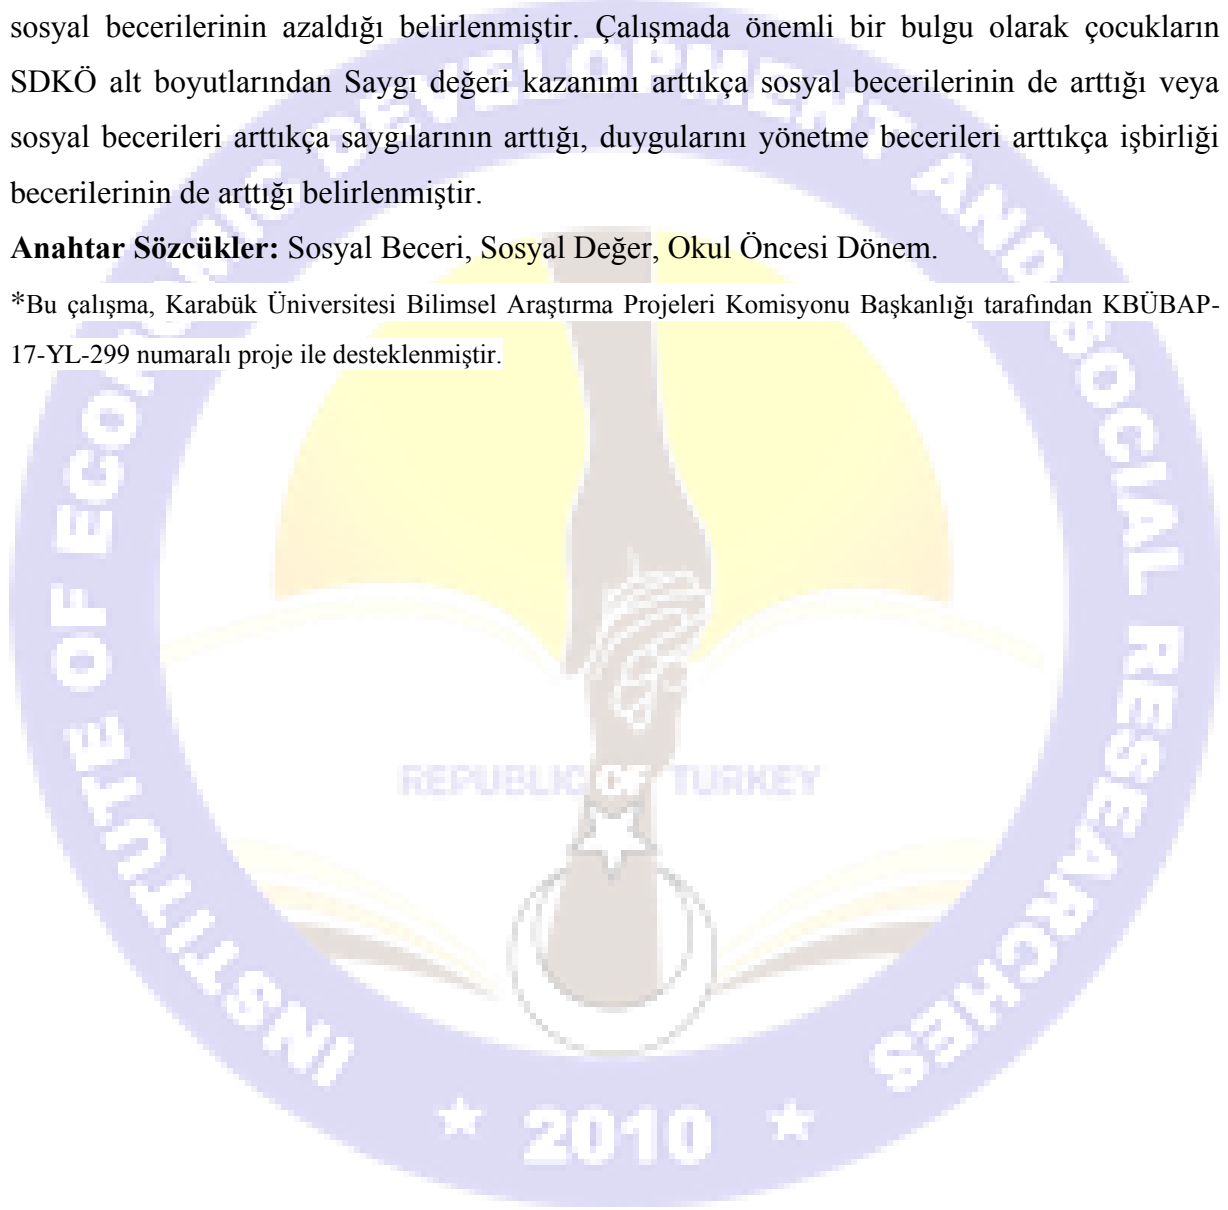 sosyal becerilerinin azaldığı belirlenmiştir. Çalışmada önemli bir bulgu olarak çocukların
SDKÖ alt boyutlarından Saygı değeri kazanımı arttıkça sosyal becerilerinin de arttığı veya
sosyal becerileri arttıkça saygılarının arttığı, duygularını yönetme becerileri arttıkça işbirliği
becerilerinin de arttığı belirlenmiştir.
Anahtar Sözcükler: Sosyal Beceri, Sosyal Değer, Okul Öncesi Dönem.
*Bu çalışma, Karabük Üniversitesi Bilimsel Araştırma Projeleri Komisyonu Başkanlığı tarafından KBÜBAP-
17-YL-299 numaralı proje ile desteklenmiştir.
INSTITUTE OF ECONOMIC DEVELOPMENT AND SOCIAL RESEARCHES
REPUBLIC OF TURKEY
* 2010 *